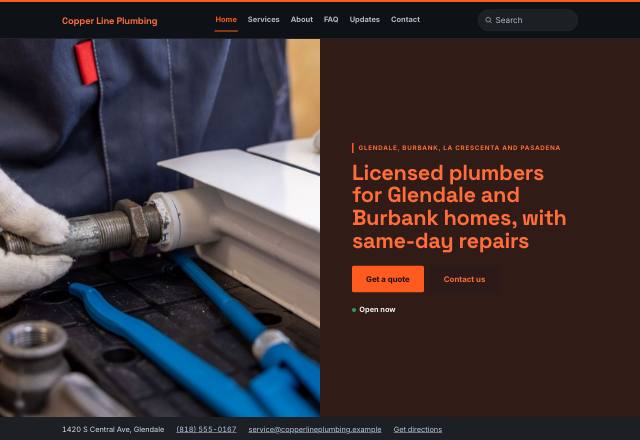 Copper Line Plumbing
Home Services About FAQ Updates Contact
Search
GLENDALE, BURBANK, LA CRESCENTA AND PASADENA
Licensed plumbers
for Glendale and
Burbank homes, with
same-day repairs
Get a quote
Contact us
Open now
1420 S Central Ave, Glendale (818) 555-0167 service@copperlineplumbing.example Get directions